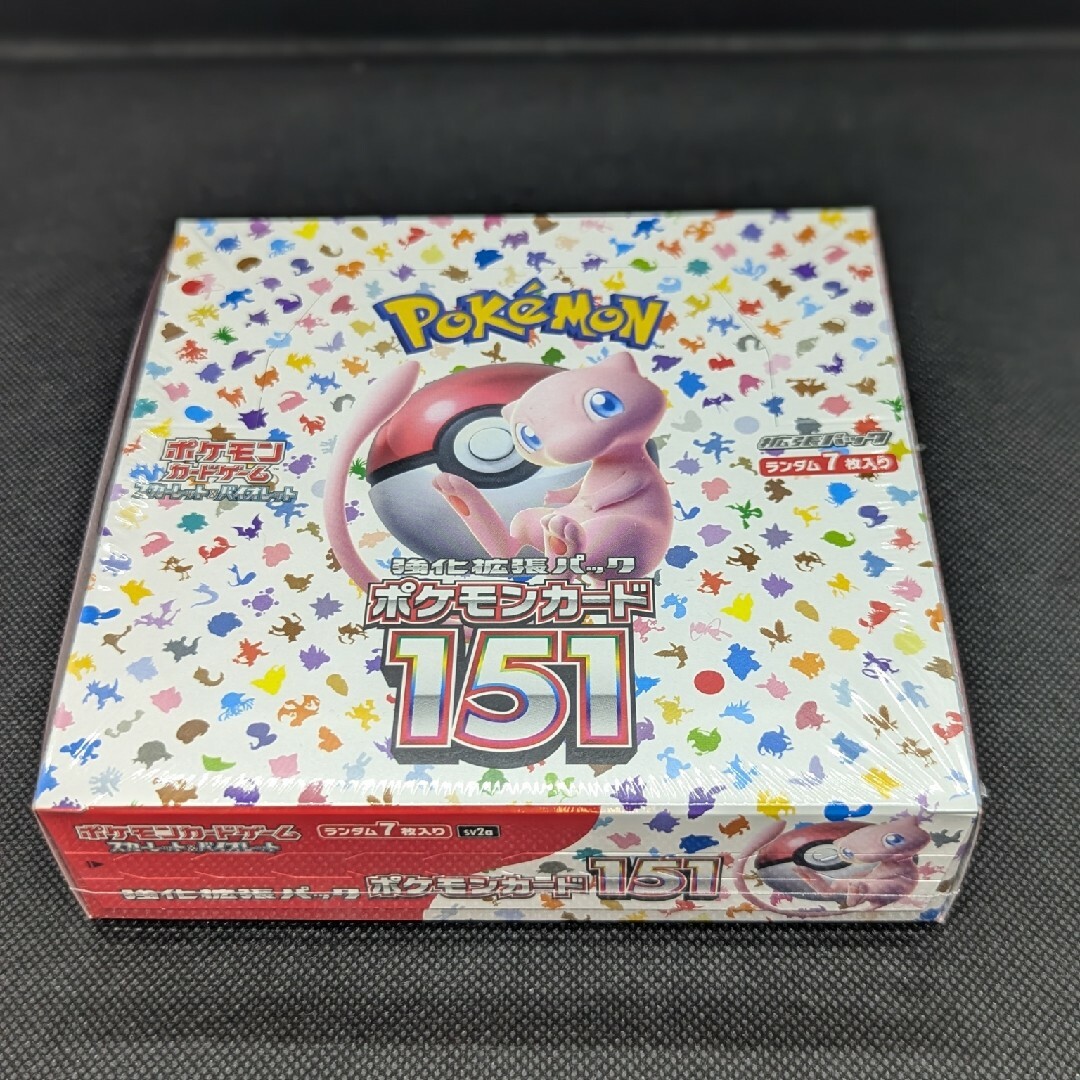 POKéMON
ポケモン
カードゲーム
スカーレット&バイオレット
拡張パック
ランダム7枚入り
強化拡張パック
ポケモンカード
151
ポケモンカードゲーム
スカーレット&バイオレット
ランダム7枚入り
sv2a
強化拡張パック
ポケモンカード151